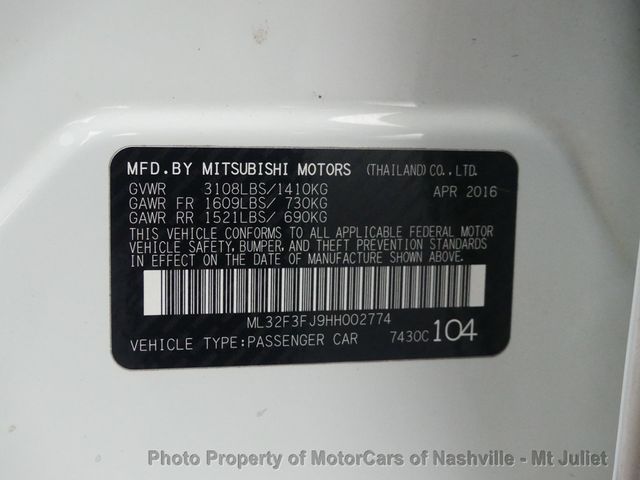 MFD.BY MITSUBISHI MOTORS (THAILAND) CO.,LTD.
GVWR 3108LBS/1410KG APR 2016
GAWR FR 1609LBS/ 730KG
GAWR RR 1521LBS/ 690KG
THIS VEHICLE CONFORMS TO ALL APPLICABLE FEDERAL MOTOR
VEHICLE SAFETY, BUMPER, AND THEFT PREVENTION STANDARDS
IN EFFECT ON THE DATE OF MANUFACTURE SHOWN ABOVE.
ML32F3FJ9HH002774
VEHICLE TYPE:PASSENGER CAR 7430C 104
Photo Property of MotorCars of Nashville - Mt Juliet